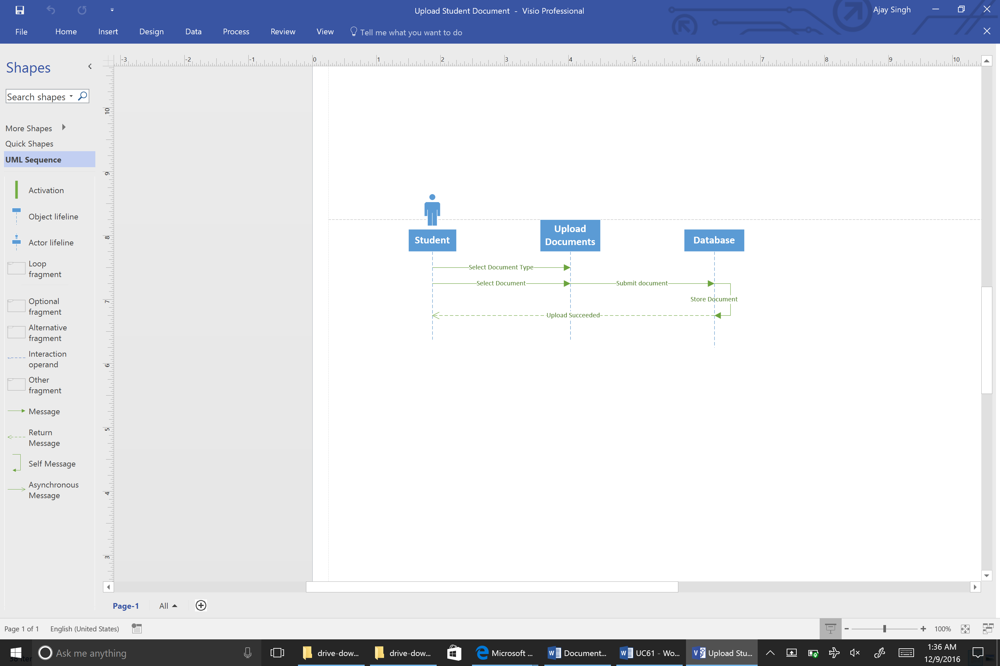 Upload Student Document - Visio Professional
Ajay Singh
File Home Insert Design Data Process Review View Tell me what you want to do
Shapes
Search shapes
More Shapes
Quick Shapes
UML Sequence
Activation
Object lifeline
Actor lifeline
Loop
fragment
Optional
fragment
Alternative
fragment
Interaction
operand
Other
fragment
Message
Return
Message
Self Message
Asynchronous
Message
-3 -2 -1 0 1 2 3 4 5 6 7 8 9 10
10
9
8
7
6
5
4
3
Student
Upload
Documents
Database
Select Document Type
Select Document
Submit document
Store Document
Upload Succeeded
Page-1 All
Page 1 of 1 English (United States)
100%
Ask me anything
drive-dow...
drive-dow...
Microsoft ...
Document...
UC61 - Wo...
Upload Stu...
1:36 AM
12/9/2016